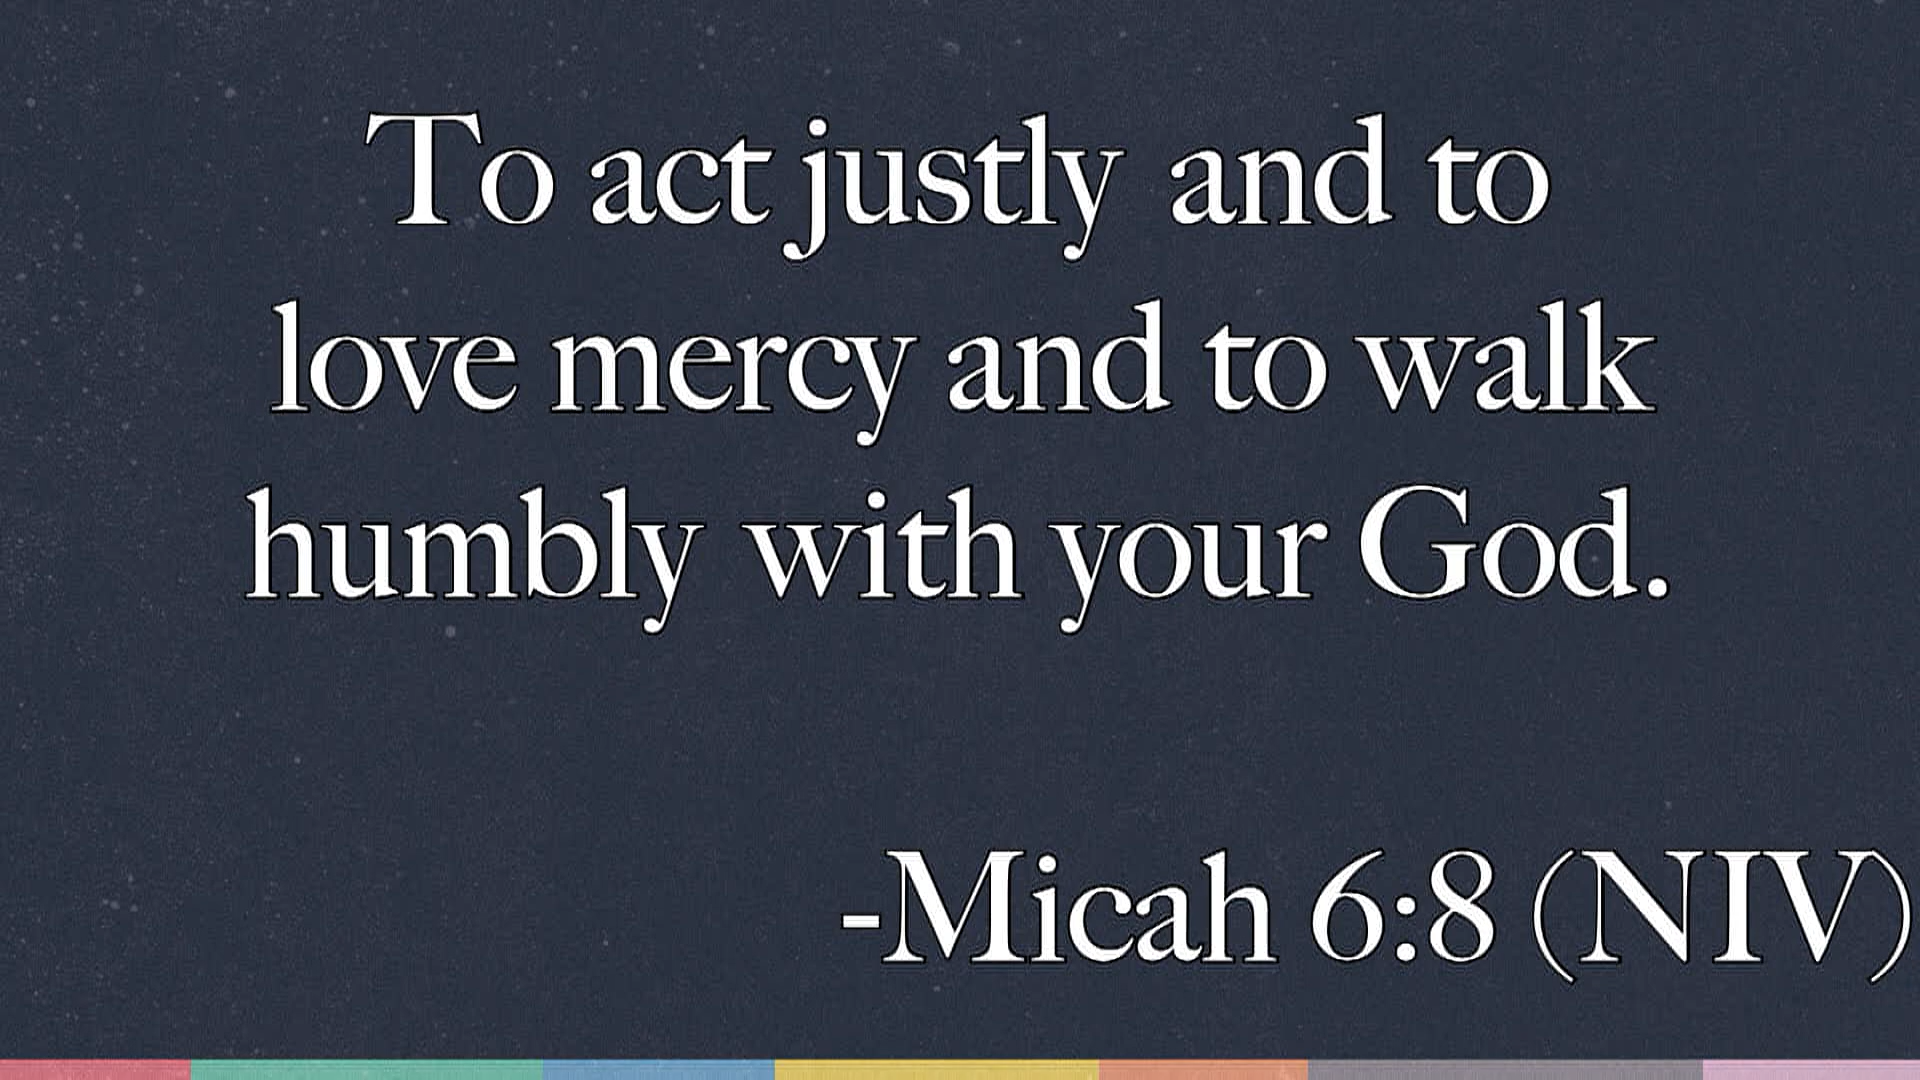 To act justly and to
love mercy and to walk
humbly with your God.
-Micah 6:8 (NIV)